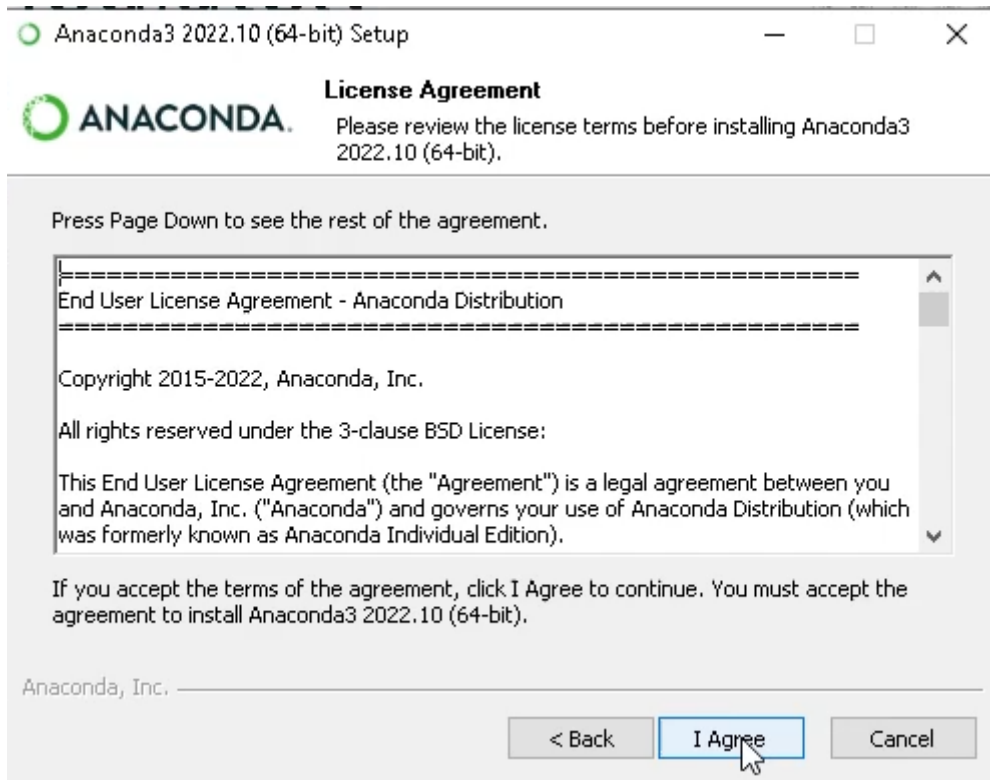 Anaconda3 2022.10 (64-bit) Setup
ANACONDA.
License Agreement
Please review the license terms before installing Anaconda3
2022.10 (64-bit).
Press Page Down to see the rest of the agreement.
===================================================
End User License Agreement - Anaconda Distribution
===================================================
Copyright 2015-2022, Anaconda, Inc.
All rights reserved under the 3-clause BSD License:
This End User License Agreement (the "Agreement") is a legal agreement between you
and Anaconda, Inc. ("Anaconda") and governs your use of Anaconda Distribution (which
was formerly known as Anaconda Individual Edition).
If you accept the terms of the agreement, click I Agree to continue. You must accept the
agreement to install Anaconda3 2022.10 (64-bit).
Anaconda, Inc.
< Back
I Agree
Cancel